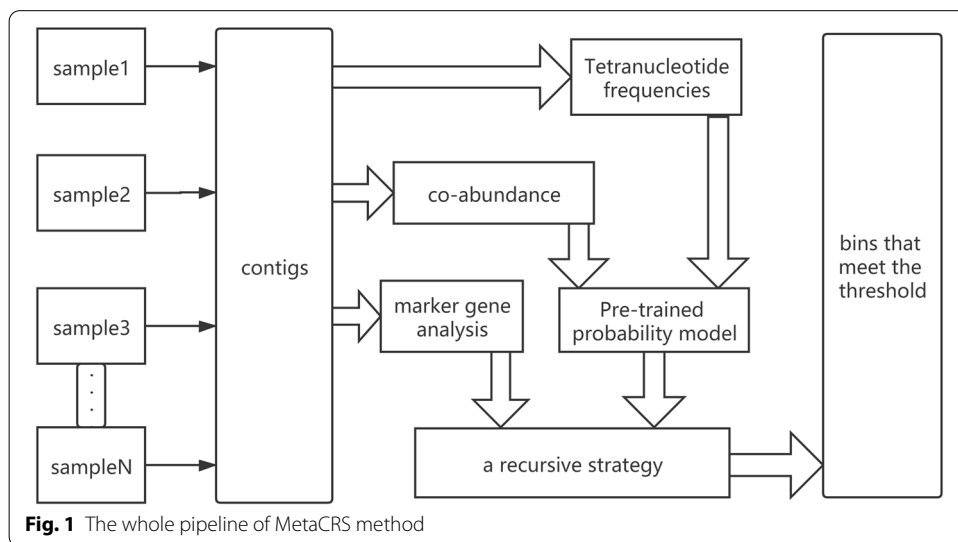 sample1
sample2
sample3
.
.
.
sampleN
contigs
Tetranucleotide
frequencies
co-abundance
marker gene
analysis
Pre-trained
probability model
a recursive strategy
bins that
meet the
threshold
Fig. 1 The whole pipeline of MetaCRS method